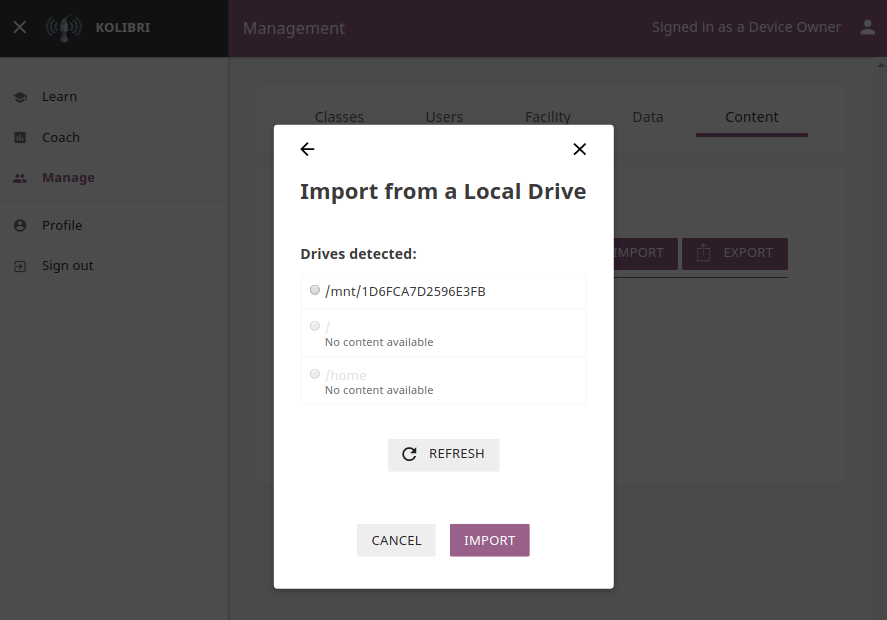 KOLIBRI
Management
Signed in as a Device Owner
Learn
Coach
Manage
Profile
Sign out
Classes Users Facility Data Content
IMPORT EXPORT
Import from a Local Drive
Drives detected:
/mnt/1D6FCA7D2596E3FB
/
No content available
/home
No content available
REFRESH
CANCEL IMPORT